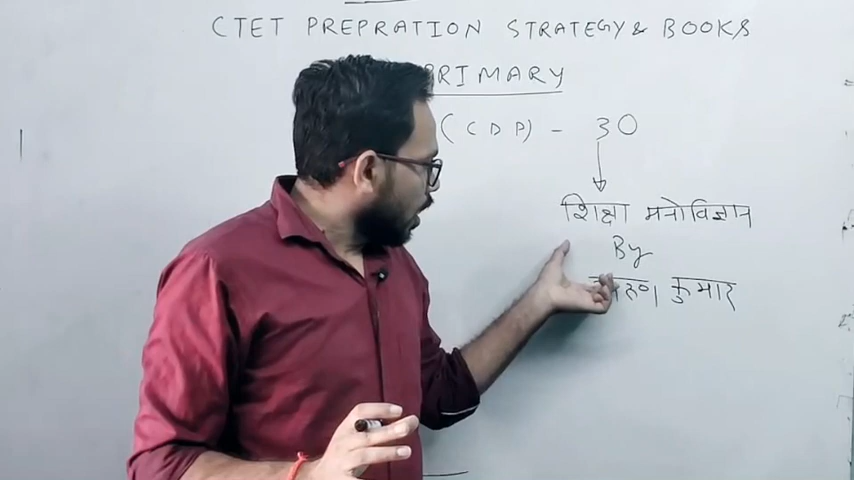 CTET PREPRATION STRATEGY & BOOKS
PRIMARY
(CDP) - 30
शिक्षा मनोविज्ञान
By
कुमार